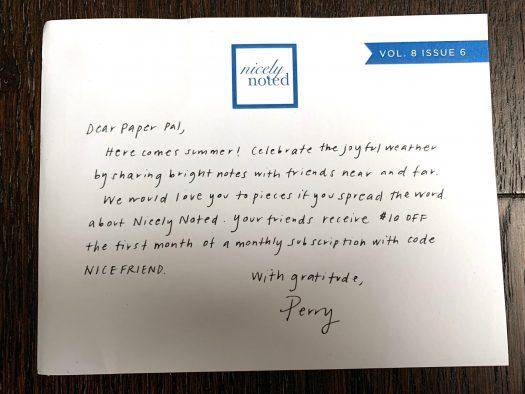 nicely
noted
VOL. 8 ISSUE 6
Dear Paper Pal,
Here comes summer! Celebrate the joyful weather
by sharing bright notes with friends near and far.
We would love you to pieces if you spread the word
about Nicely Noted. Your friends receive $10 OFF
the first month of a monthly subscription with code
NICEFRIEND.
With gratitude,
Perry